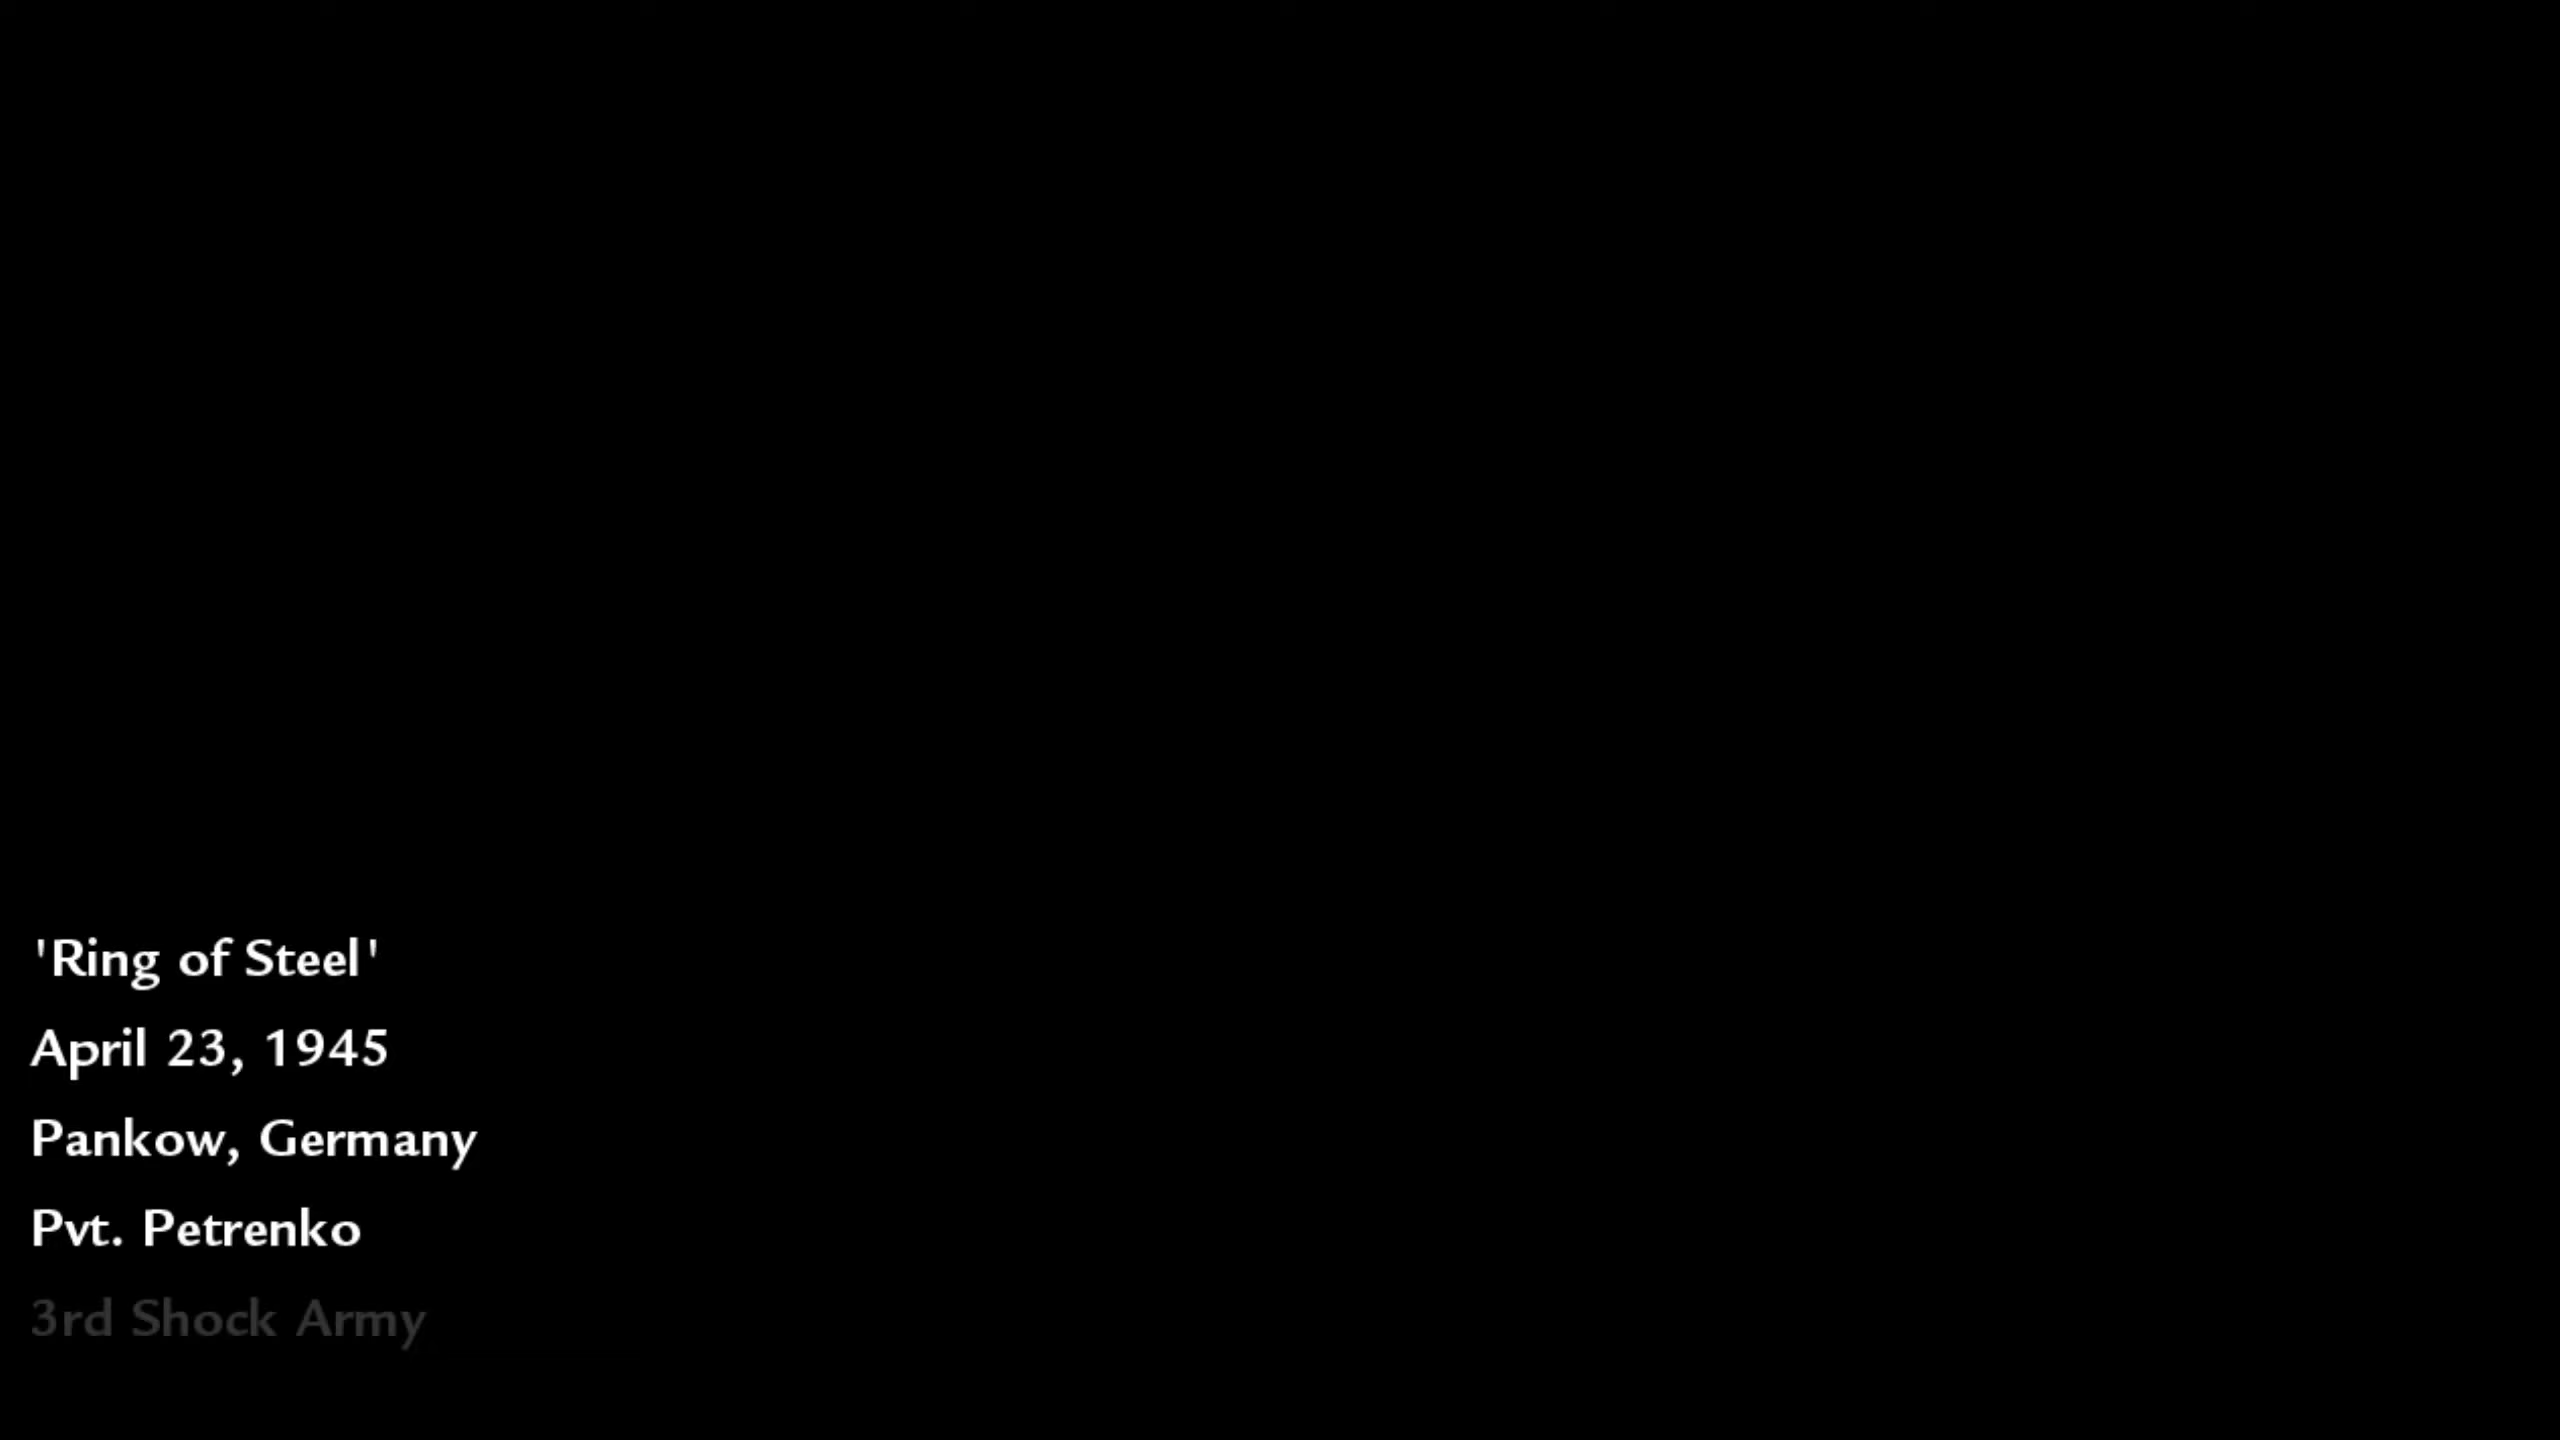 'Ring of Steel'
April 23, 1945
Pankow, Germany
Pvt. Petrenko
3rd Shock Army